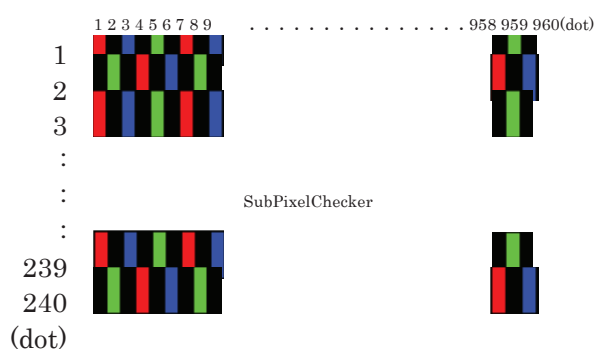 1 2 3 4 5 6 7 8 9 . . . . . . . . . . . . . . . 958 959 960(dot)
1
2
3
:
:
SubPixelChecker
:
239
240
(dot)